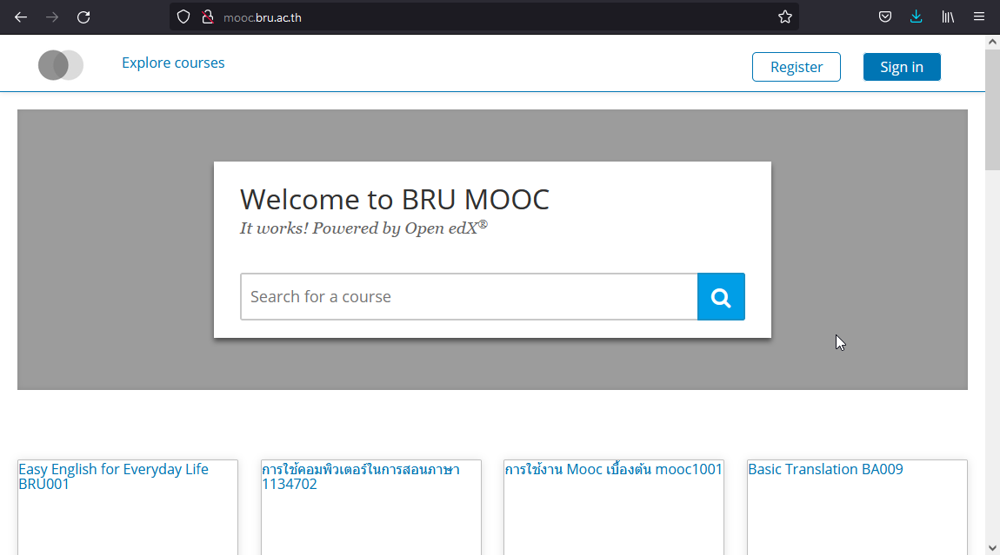 mooc.bru.ac.th
Explore courses
Register
Sign in
Welcome to BRU MOOC
It works! Powered by Open edX®
Search for a course
Easy English for Everyday Life
BRU001
การใช้คอมพิวเตอร์ในการสอนภาษา
1134702
การใช้งาน Mooc เบื้องต้น mooc1001
Basic Translation BA009